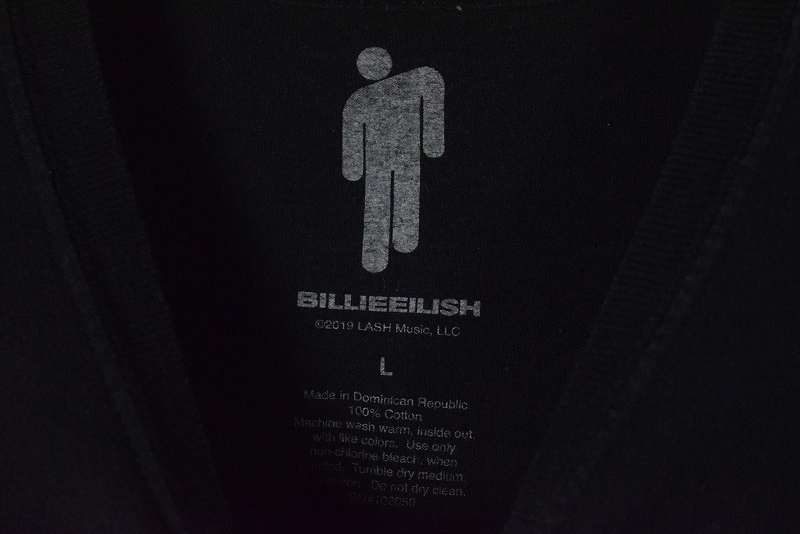 BILLIEEILISH
©2019 LASH Music, LLC
L
Made in Dominican Republic
100% Cotton
Machine wash warm, inside out,
with like colors. Use only
non-chlorine bleach, when
Tumble dry medium.
Do not dry clean.